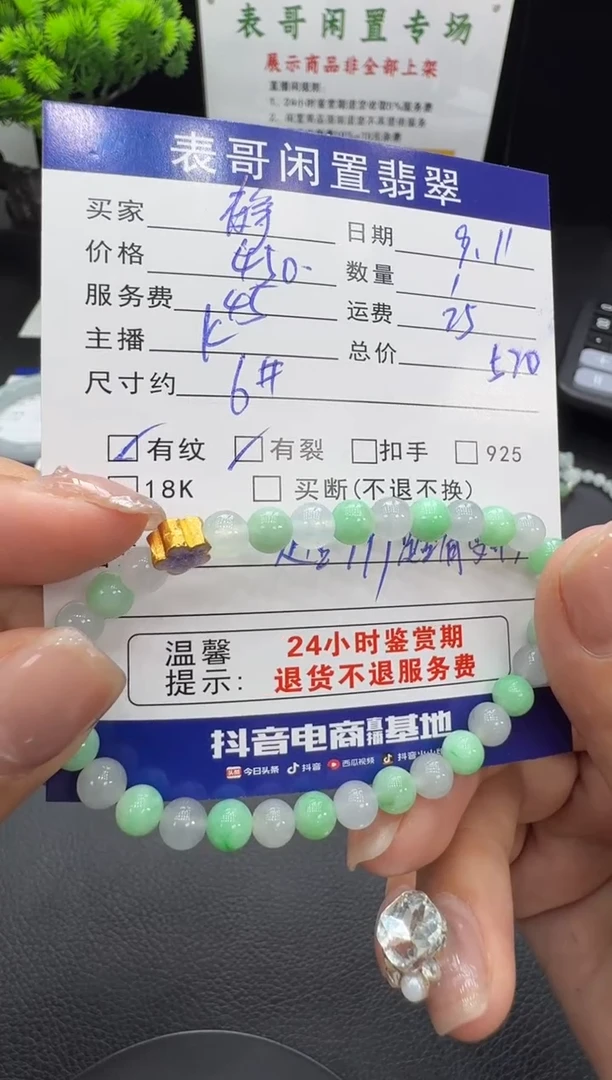 表哥闲置专场
展示商品非全部上架
直播间规则:
表哥闲置翡翠
买家
日期 9.11
价格 450-
数量 1
服务费 45
运费 25
主播 K
总价 520
尺寸约 6#
有纹 有裂 扣手 925
18K 买断(不退不换)
温馨提示:
24小时鉴赏期
退货不退服务费
抖音电商直播基地
今日头条 抖音 西瓜视频